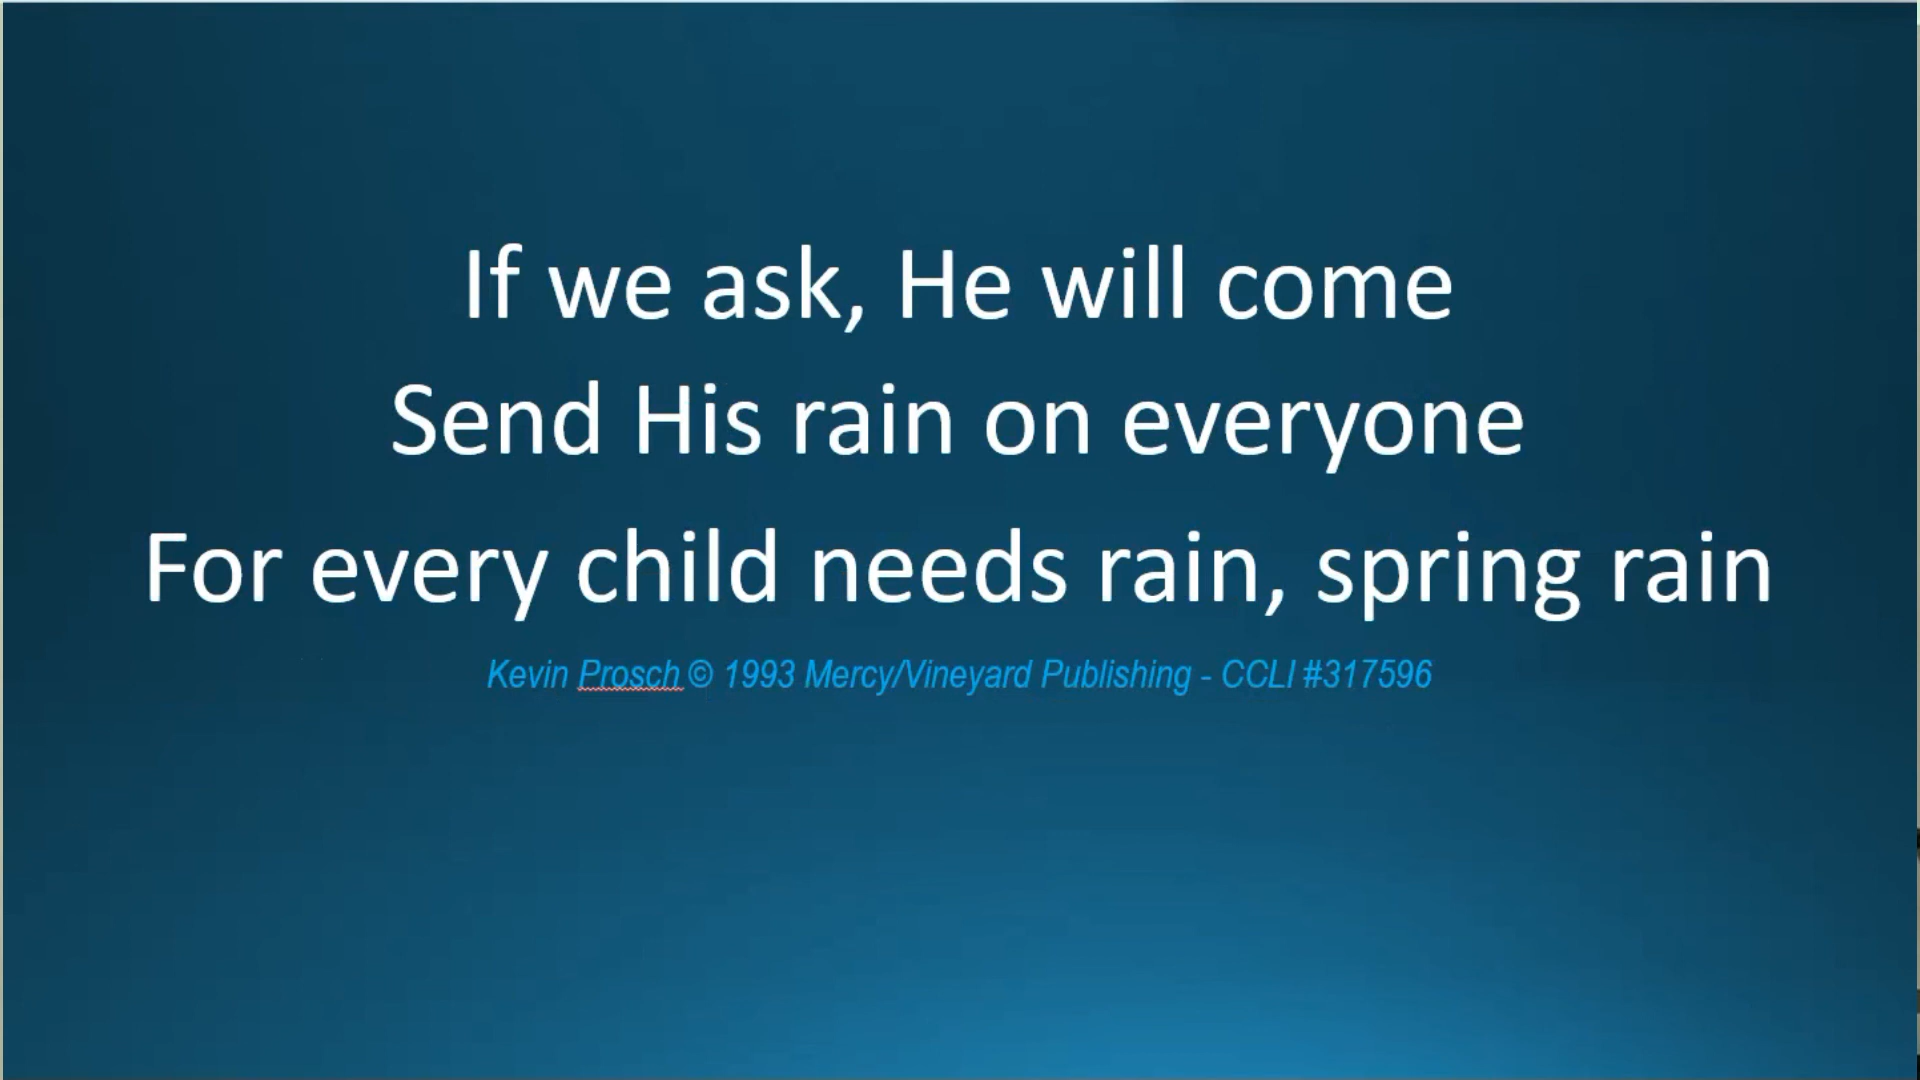 If we ask, He will come
Send His rain on everyone
For every child needs rain, spring rain
Kevin Prosch © 1993 Mercy/Vineyard Publishing - CCLI #317596